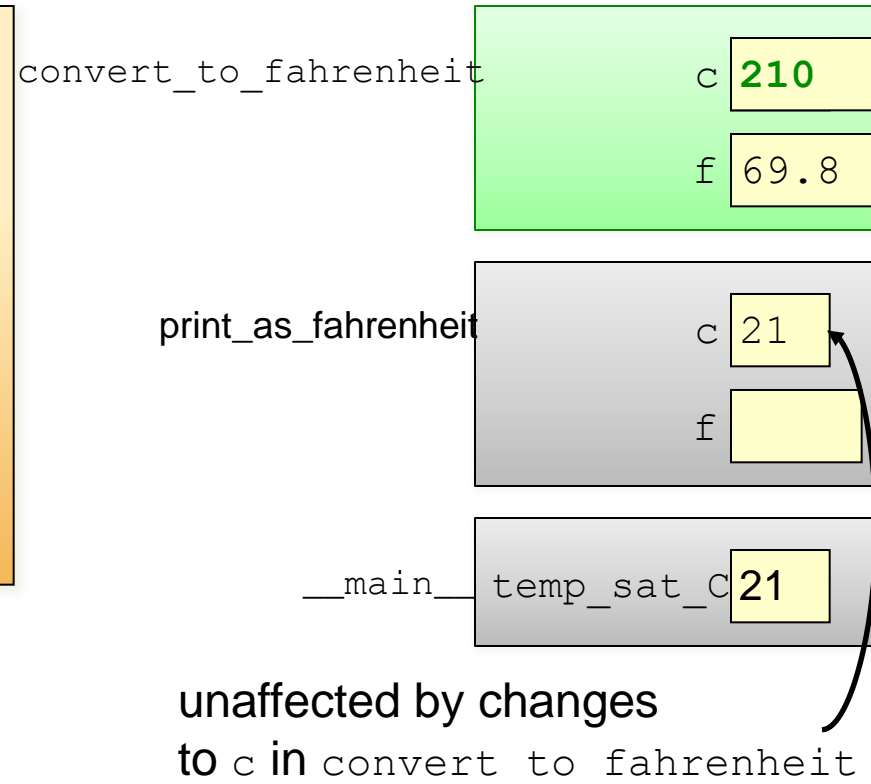 convert_to_fahrenheit c 210
f 69.8
print_as_fahrenheit c 21
f
__main__ temp_sat_C 21
unaffected by changes
to c in convert to fahrenheit